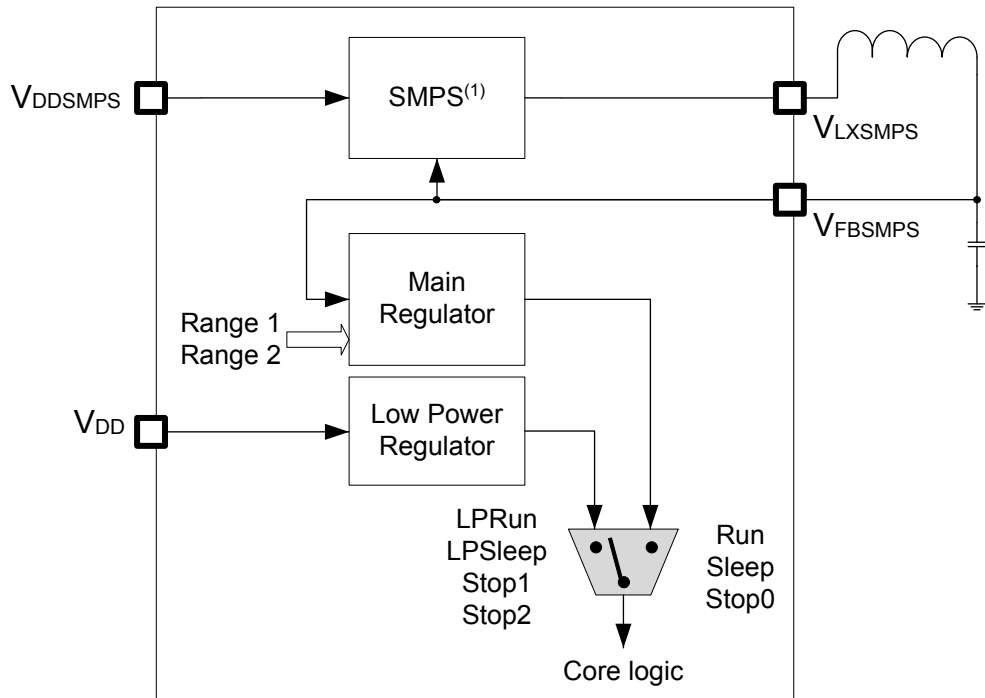 VDDSMPS
SMPS(1)
VLXSMPS
VFBSMPS
Main
Regulator
Range 1
Range 2
VDD
Low Power
Regulator
LPRun
LPSleep
Stop1
Stop2
Run
Sleep
Stop0
Core logic